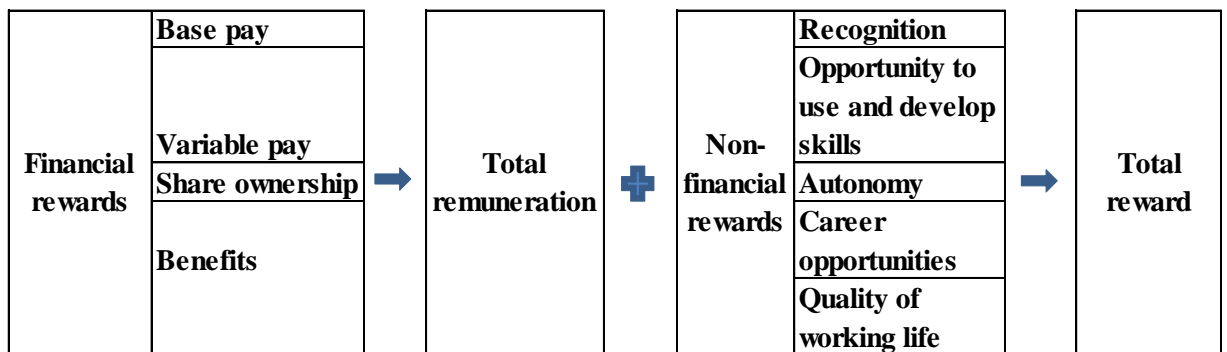 Financial
rewards
Base pay
Variable pay
Share ownership
Benefits
Total
remuneration
Non-
financial
rewards
Recognition
Opportunity to
use and develop
skills
Autonomy
Career
opportunities
Quality of
working life
Total
reward